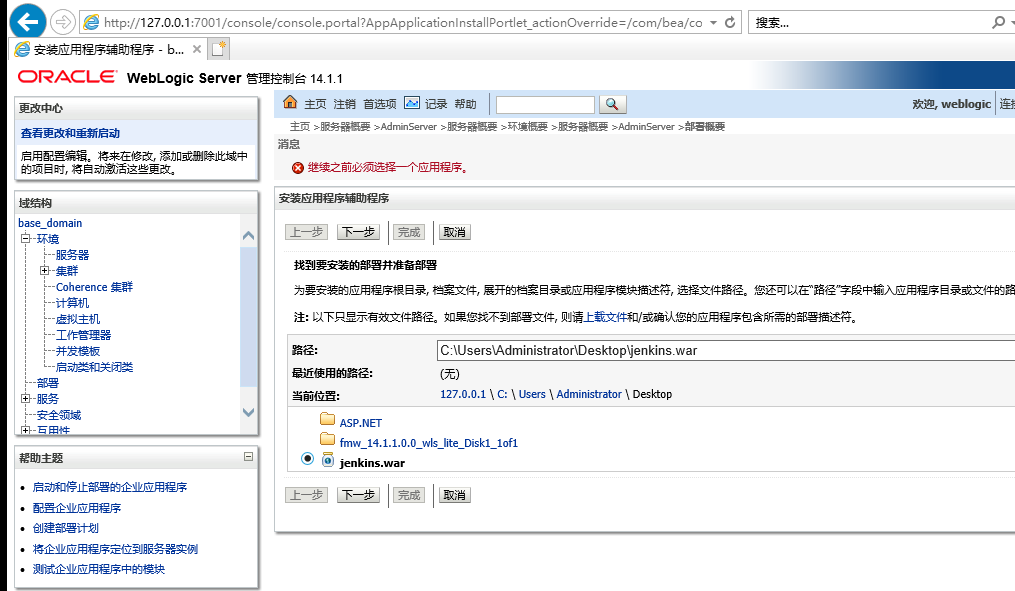 http://127.0.0.1:7001/console/console.portal?AppApplicationInstallPortlet_actionOverride=/com/bea/co
搜索...
安装应用程序辅助程序 - b...
ORACLE WebLogic Server 管理控制台 14.1.1
更改中心
查看更改和重新启动
启用配置编辑。将来在修改, 添加或删除此域中
的项目时, 将自动激活这些更改。
域结构
base_domain
环境
服务器
集群
Coherence 集群
计算机
虚拟主机
工作管理器
并发模板
启动类和关闭类
部署
服务
安全领域
互用性
帮助主题
启动和停止部署的企业应用程序
配置企业应用程序
创建部署计划
将企业应用程序定位到服务器实例
测试企业应用程序中的模块
主页 注销 首选项 记录 帮助
欢迎, weblogic
连接
主页 >服务器概要 >AdminServer >服务器概要 >环境概要 >服务器概要 >AdminServer >部署概要
消息
继续之前必须选择一个应用程序。
安装应用程序辅助程序
上一步 下一步 完成 取消
找到要安装的部署并准备部署
为要安装的应用程序根目录, 档案文件, 展开的档案目录或应用程序模块描述符, 选择文件路径。您还可以在"路径"字段中输入应用程序目录或文件的路
注: 以下只显示有效文件路径。如果您找不到部署文件, 则请上载文件和/或确认您的应用程序包含所需的部署描述符。
路径: C:\Users\Administrator\Desktop\jenkins.war
最近使用的路径: (无)
当前位置: 127.0.0.1 \ C: \ Users \ Administrator \ Desktop
ASP.NET
fmw_14.1.1.0.0_wls_lite_Disk1_1of1
jenkins.war
上一步 下一步 完成 取消